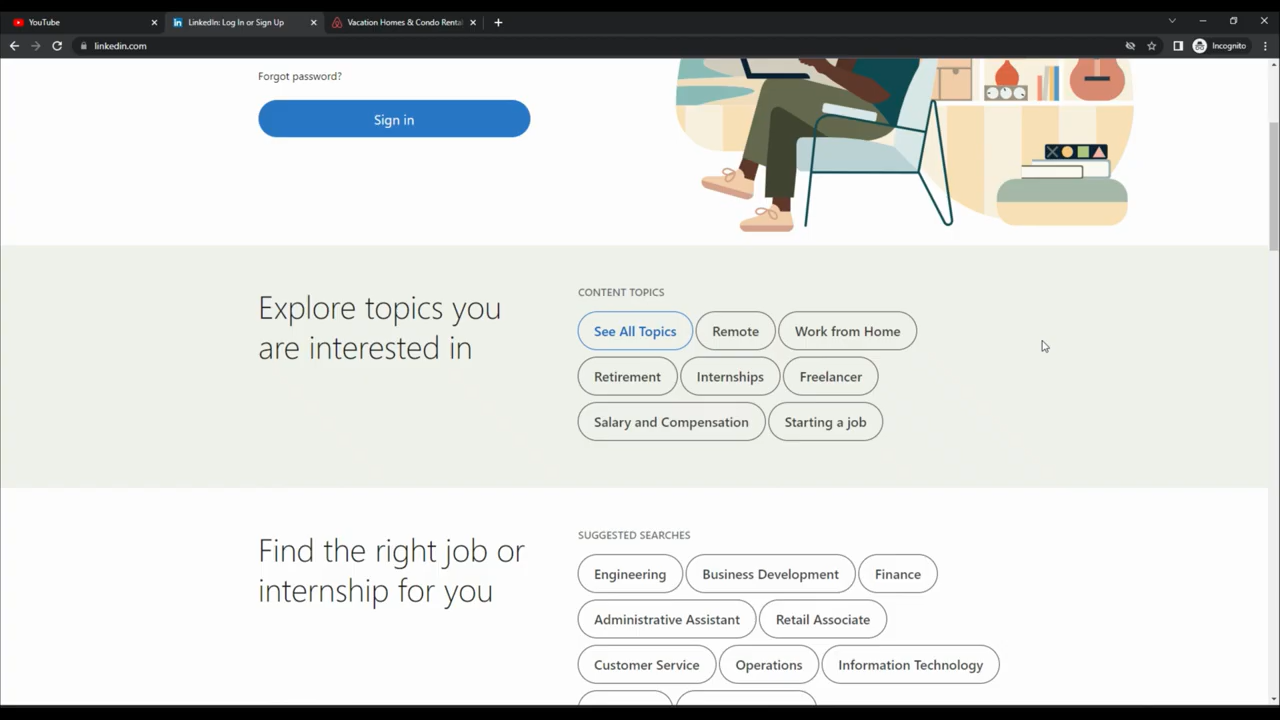 YouTube
in LinkedIn: Log In or Sign Up
Vacation Homes & Condo Rental
linkedin.com
Incognito
Forgot password?
Sign in
Explore topics you
are interested in
CONTENT TOPICS
See All Topics Remote Work from Home
Retirement Internships Freelancer
Salary and Compensation Starting a job
Find the right job or
internship for you
SUGGESTED SEARCHES
Engineering Business Development Finance
Administrative Assistant Retail Associate
Customer Service Operations Information Technology